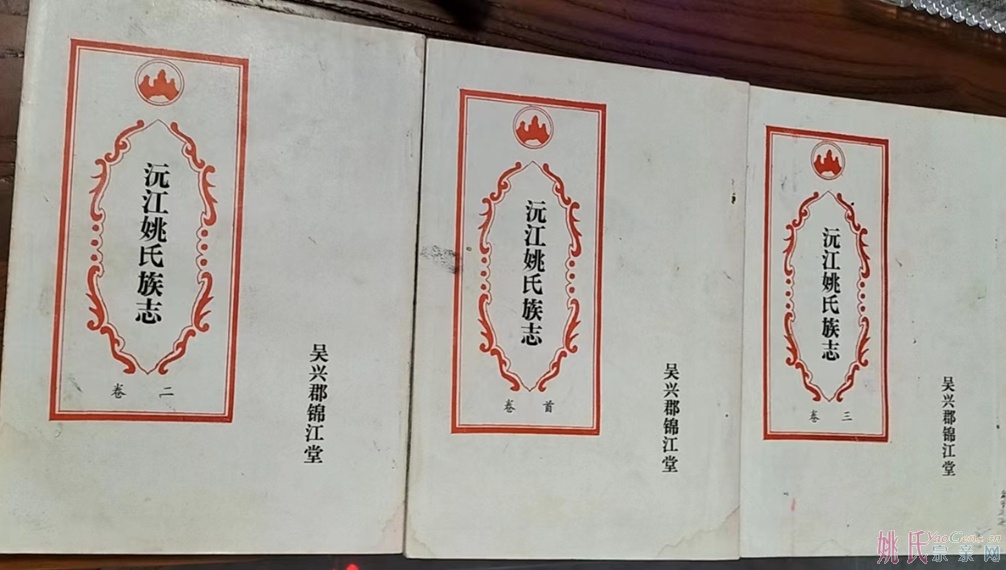 沅江姚氏族志
卷二
吴兴郡锦江堂
沅江姚氏族志
卷首
吴兴郡锦江堂
沅江姚氏族志
卷三
吴兴郡锦江堂
姚氏宗亲网